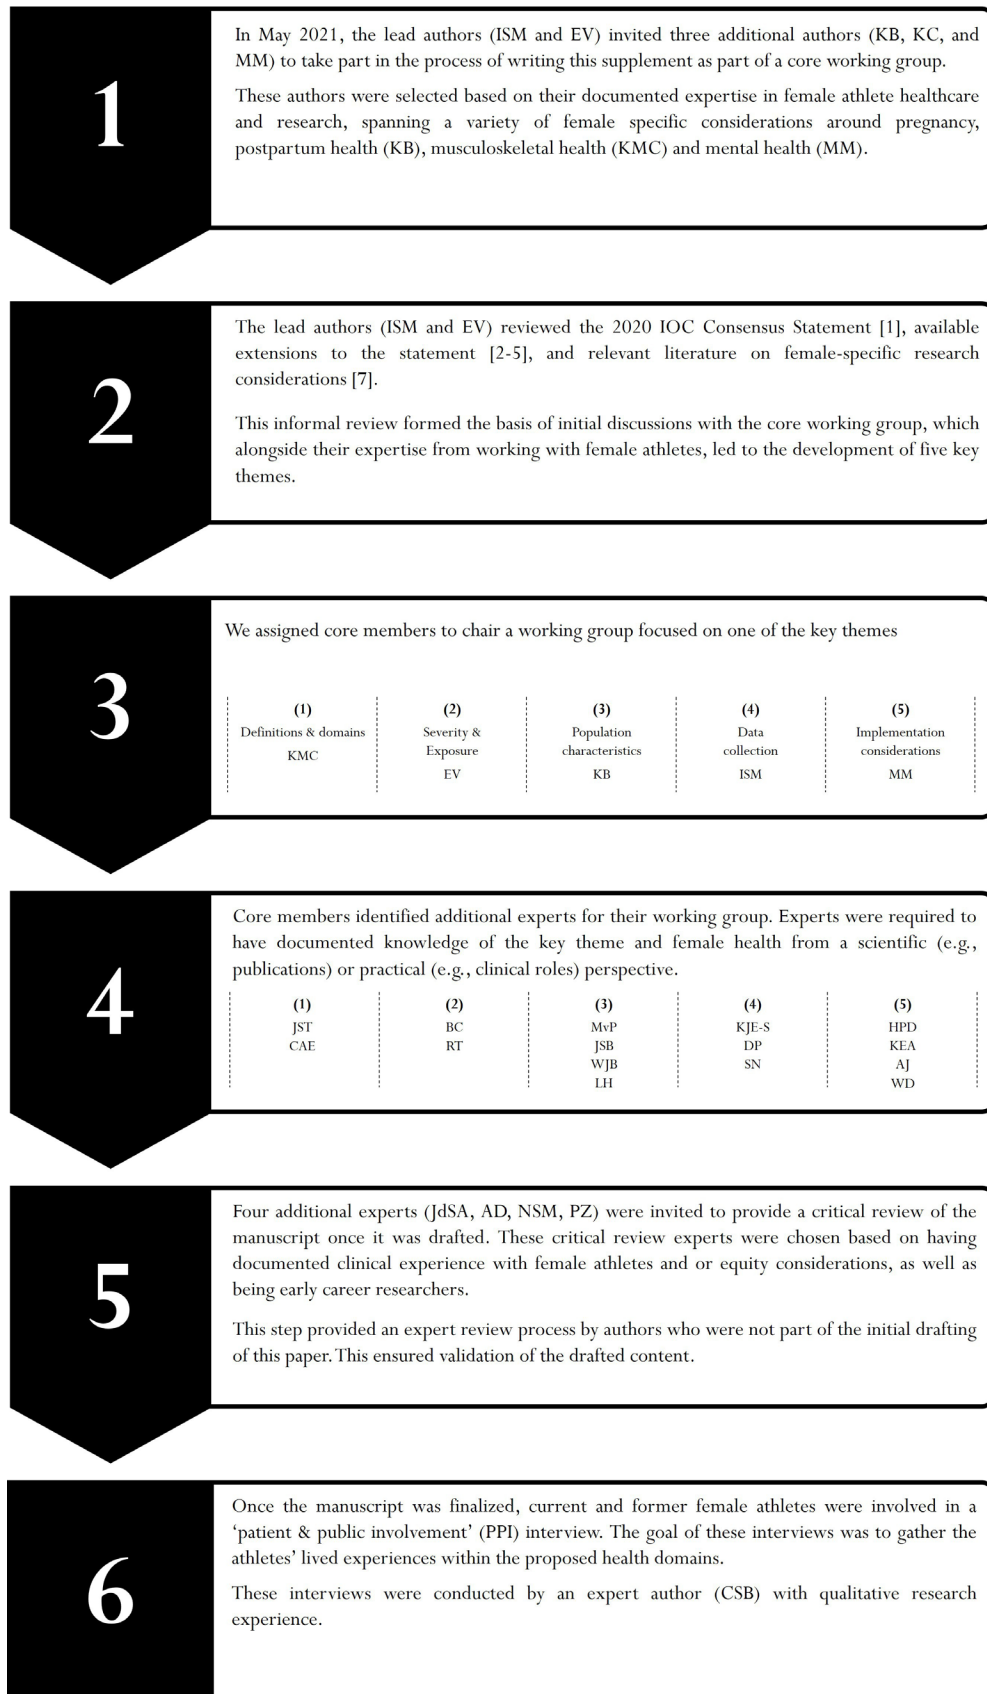 1
In May 2021, the lead authors (ISM and EV) invited three additional authors (KB, KC, and
MM) to take part in the process of writing this supplement as part of a core working group.
These authors were selected based on their documented expertise in female athlete healthcare
and research, spanning a variety of female specific considerations around pregnancy,
postpartum health (KB), musculoskeletal health (KMC) and mental health (MM).
2
The lead authors (ISM and EV) reviewed the 2020 IOC Consensus Statement [1], available
extensions to the statement [2-5], and relevant literature on female-specific research
considerations [7].
This informal review formed the basis of initial discussions with the core working group, which
alongside their expertise from working with female athletes, led to the development of five key
themes.
3
We assigned core members to chair a working group focused on one of the key themes
(1)
Definitions & domains
KMC
(2)
Severity &
Exposure
EV
(3)
Population
characteristics
KB
(4)
Data
collection
ISM
(5)
Implementation
considerations
MM
4
Core members identified additional experts for their working group. Experts were required to
have documented knowledge of the key theme and female health from a scientific (e.g.,
publications) or practical (e.g., clinical roles) perspective.
(1)
JST
CAE
(2)
BC
RT
(3)
MvP
JSB
WJB
LH
(4)
KJE-S
DP
SN
(5)
HPD
KEA
AJ
WD
5
Four additional experts (JdSA, AD, NSM, PZ) were invited to provide a critical review of the
manuscript once it was drafted. These critical review experts were chosen based on having
documented clinical experience with female athletes and or equity considerations, as well as
being early career researchers.
This step provided an expert review process by authors who were not part of the initial drafting
of this paper. This ensured validation of the drafted content.
6
Once the manuscript was finalized, current and former female athletes were involved in a
‘patient & public involvement’ (PPI) interview. The goal of these interviews was to gather the
athletes’ lived experiences within the proposed health domains.
These interviews were conducted by an expert author (CSB) with qualitative research
experience.